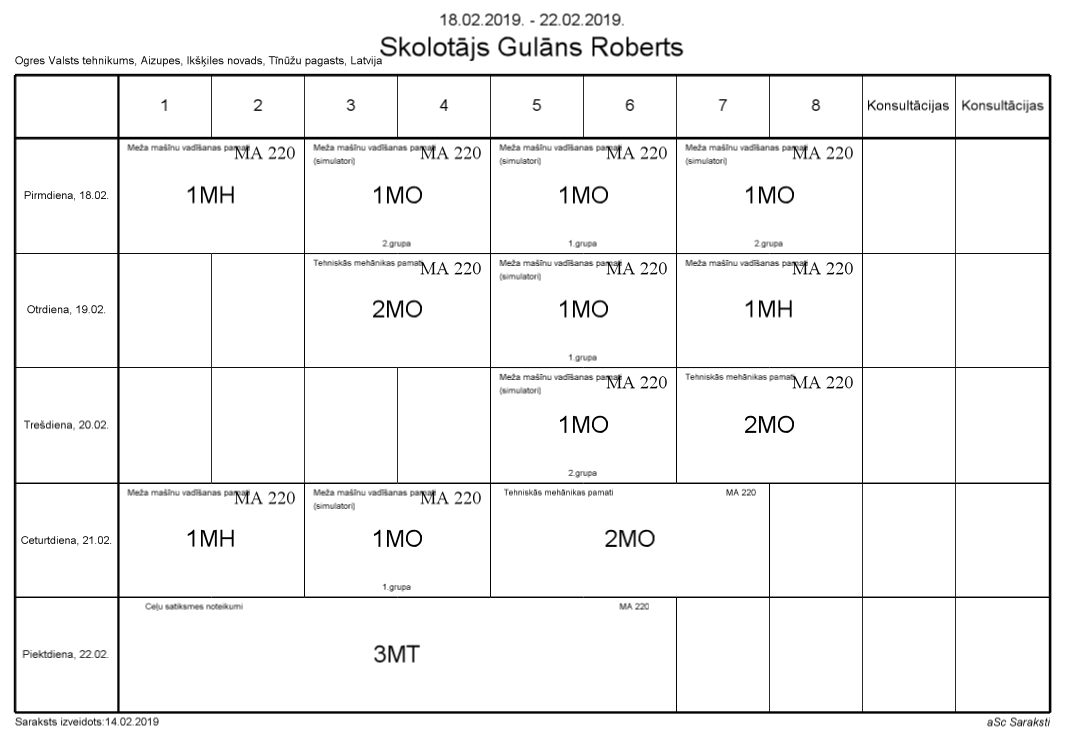 18.02.2019. - 22.02.2019.
Skolotājs Gulāns Roberts
Ogres Valsts tehnikums, Aizupes, Ikšķiles novads, Tīnūžu pagasts, Latvija
1 2 3 4 5 6 7 8 Konsultācijas Konsultācijas
Pirmdiena, 18.02.
Meža mašīnu vadīšanas pamati MA 220
1MH
Meža mašīnu vadīšanas pamati MA 220
(simulatori)
1MO
2.grupa
Meža mašīnu vadīšanas pamati MA 220
(simulatori)
1MO
1.grupa
Meža mašīnu vadīšanas pamati MA 220
(simulatori)
1MO
2.grupa
Otrdiena, 19.02.
Tehniskās mehānikas pamati MA 220
2MO
Meža mašīnu vadīšanas pamati MA 220
(simulatori)
1MO
1.grupa
Meža mašīnu vadīšanas pamati MA 220
1MH
Trešdiena, 20.02.
Meža mašīnu vadīšanas pamati MA 220
(simulatori)
1MO
2.grupa
Tehniskās mehānikas pamati MA 220
2MO
Ceturtdiena, 21.02.
Meža mašīnu vadīšanas pamati MA 220
1MH
Meža mašīnu vadīšanas pamati MA 220
(simulatori)
1MO
1.grupa
Tehniskās mehānikas pamati MA 220
2MO
Piektdiena, 22.02.
Ceļu satiksmes noteikumi MA 220
3MT
Saraksts izveidots:14.02.2019
aSc Saraksti